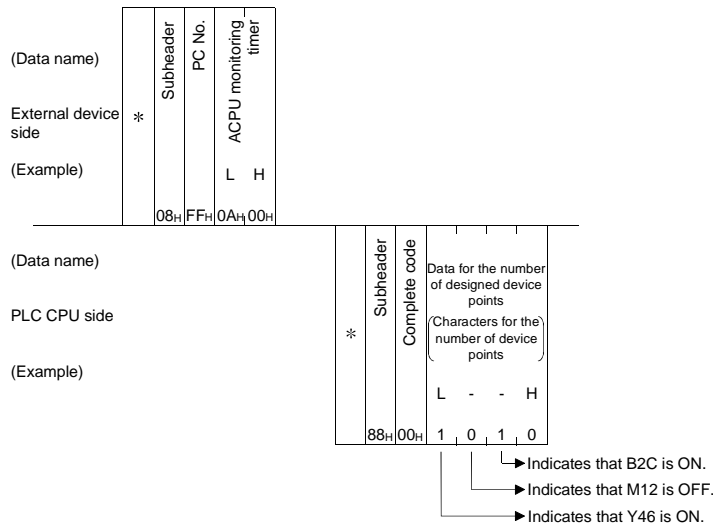 (Data name)
External device
side
(Example)
*
Subheader
PC No.
ACPU monitoring
timer
L H
08H FFH 0AH 00H
(Data name)
PLC CPU side
(Example)
*
Subheader
Complete code
Data for the number
of designed device
points
(Characters for the
number of device
points)
L - - H
88H 00H 1 0 1 0
Indicates that B2C is ON.
Indicates that M12 is OFF.
Indicates that Y46 is ON.